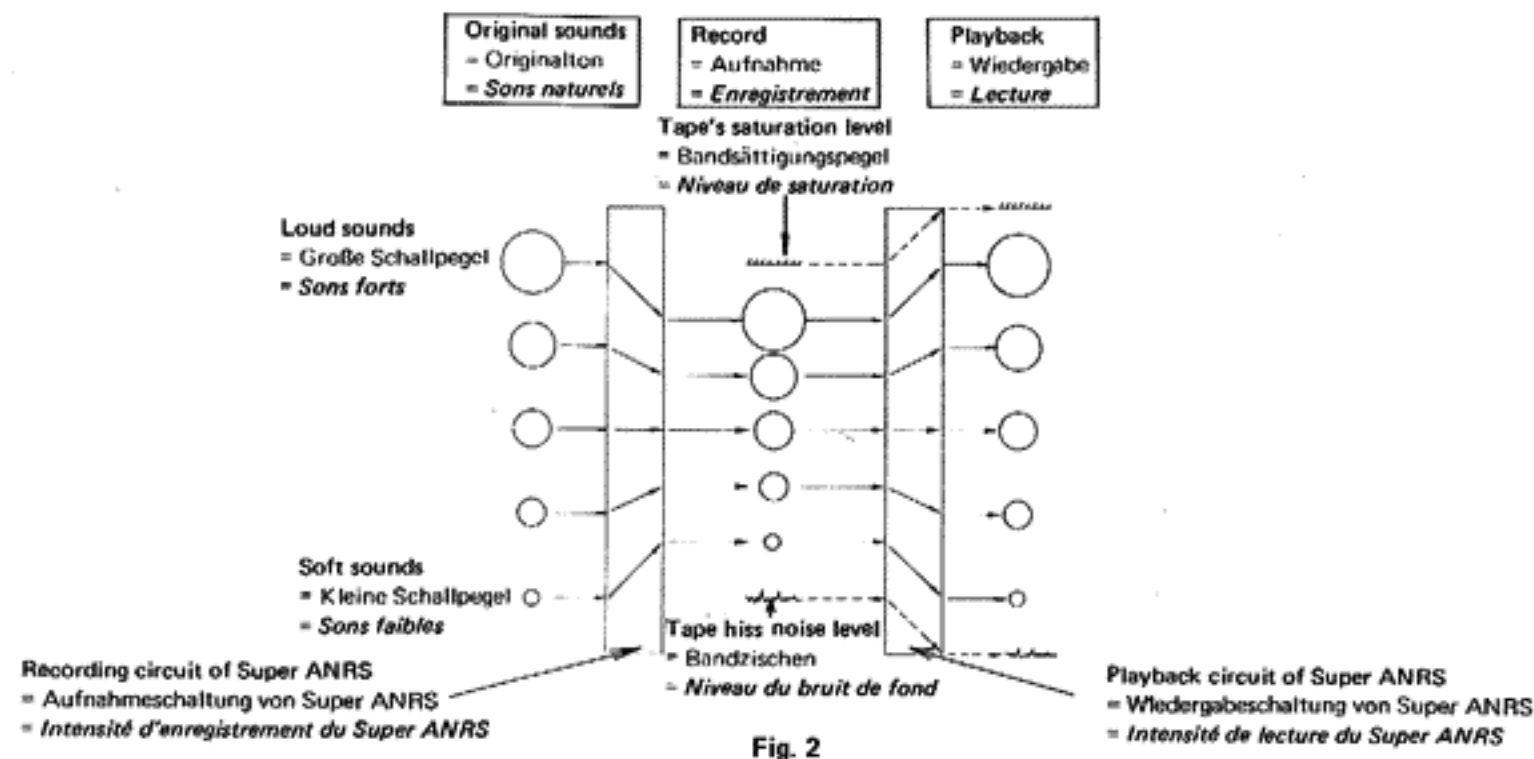 Original sounds
= Originalton
= Sons naturels
Record
= Aufnahme
= Enregistrement
Playback
= Wiedergabe
= Lecture
Tape's saturation level
= Bandsättigungspegel
= Niveau de saturation
Loud sounds
= Große Schallpegel
= Sons forts
Soft sounds
= Kleine Schallpegel
= Sons faibles
Tape hiss noise level
= Bandzischen
= Niveau du bruit de fond
Recording circuit of Super ANRS
= Aufnahmeschaltung von Super ANRS
= Intensité d'enregistrement du Super ANRS
Playback circuit of Super ANRS
= Wiedergabeschaltung von Super ANRS
= Intensité de lecture du Super ANRS
Fig. 2